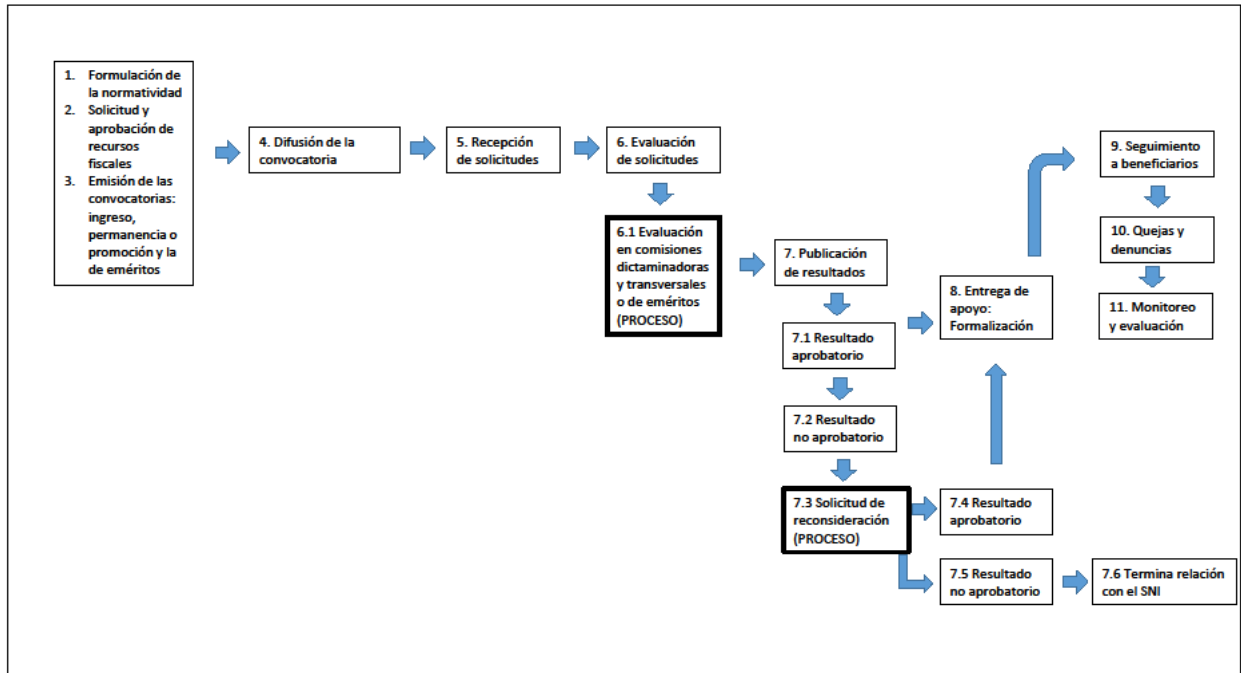 1. Formulación de
la normatividad
2. Solicitud y
aprobación de
recursos
fiscales
3. Emisión de las
convocatorias:
ingreso,
permanencia o
promoción y la
de eméritos
4. Difusión de la
convocatoria
5. Recepción
de solicitudes
6. Evaluación
de solicitudes
6.1 Evaluación
en comisiones
dictaminadoras
y transversales
o de eméritos
(PROCESO)
7. Publicación
de resultados
7.1 Resultado
aprobatorio
7.2 Resultado
no aprobatorio
7.3 Solicitud de
reconsideración
(PROCESO)
7.4 Resultado
aprobatorio
7.5 Resultado
no aprobatorio
7.6 Termina relación
con el SNI
8. Entrega de
apoyo:
Formalización
9. Seguimiento
a beneficiarios
10. Quejas y
denuncias
11. Monitoreo
y evaluación